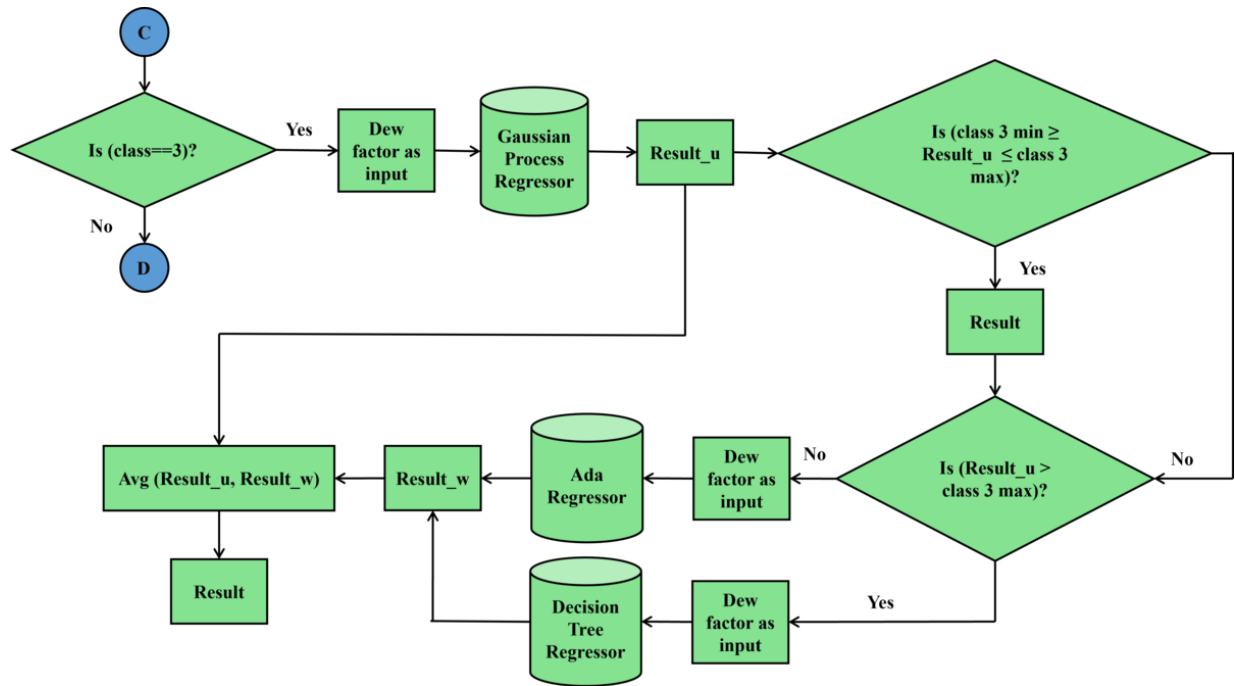 C
Is (class==3)?
Yes
Dew
factor as
input
Gaussian
Process
Regressor
Result_u
Is (class 3 min ≥
Result_u ≤ class 3
max)?
No
D
Yes
Result
Avg (Result_u, Result_w)
Result_w
Ada
Regressor
Dew
factor as
input
No
Is (Result_u >
class 3 max)?
No
Result
Decision
Tree
Regressor
Dew
factor as
input
Yes